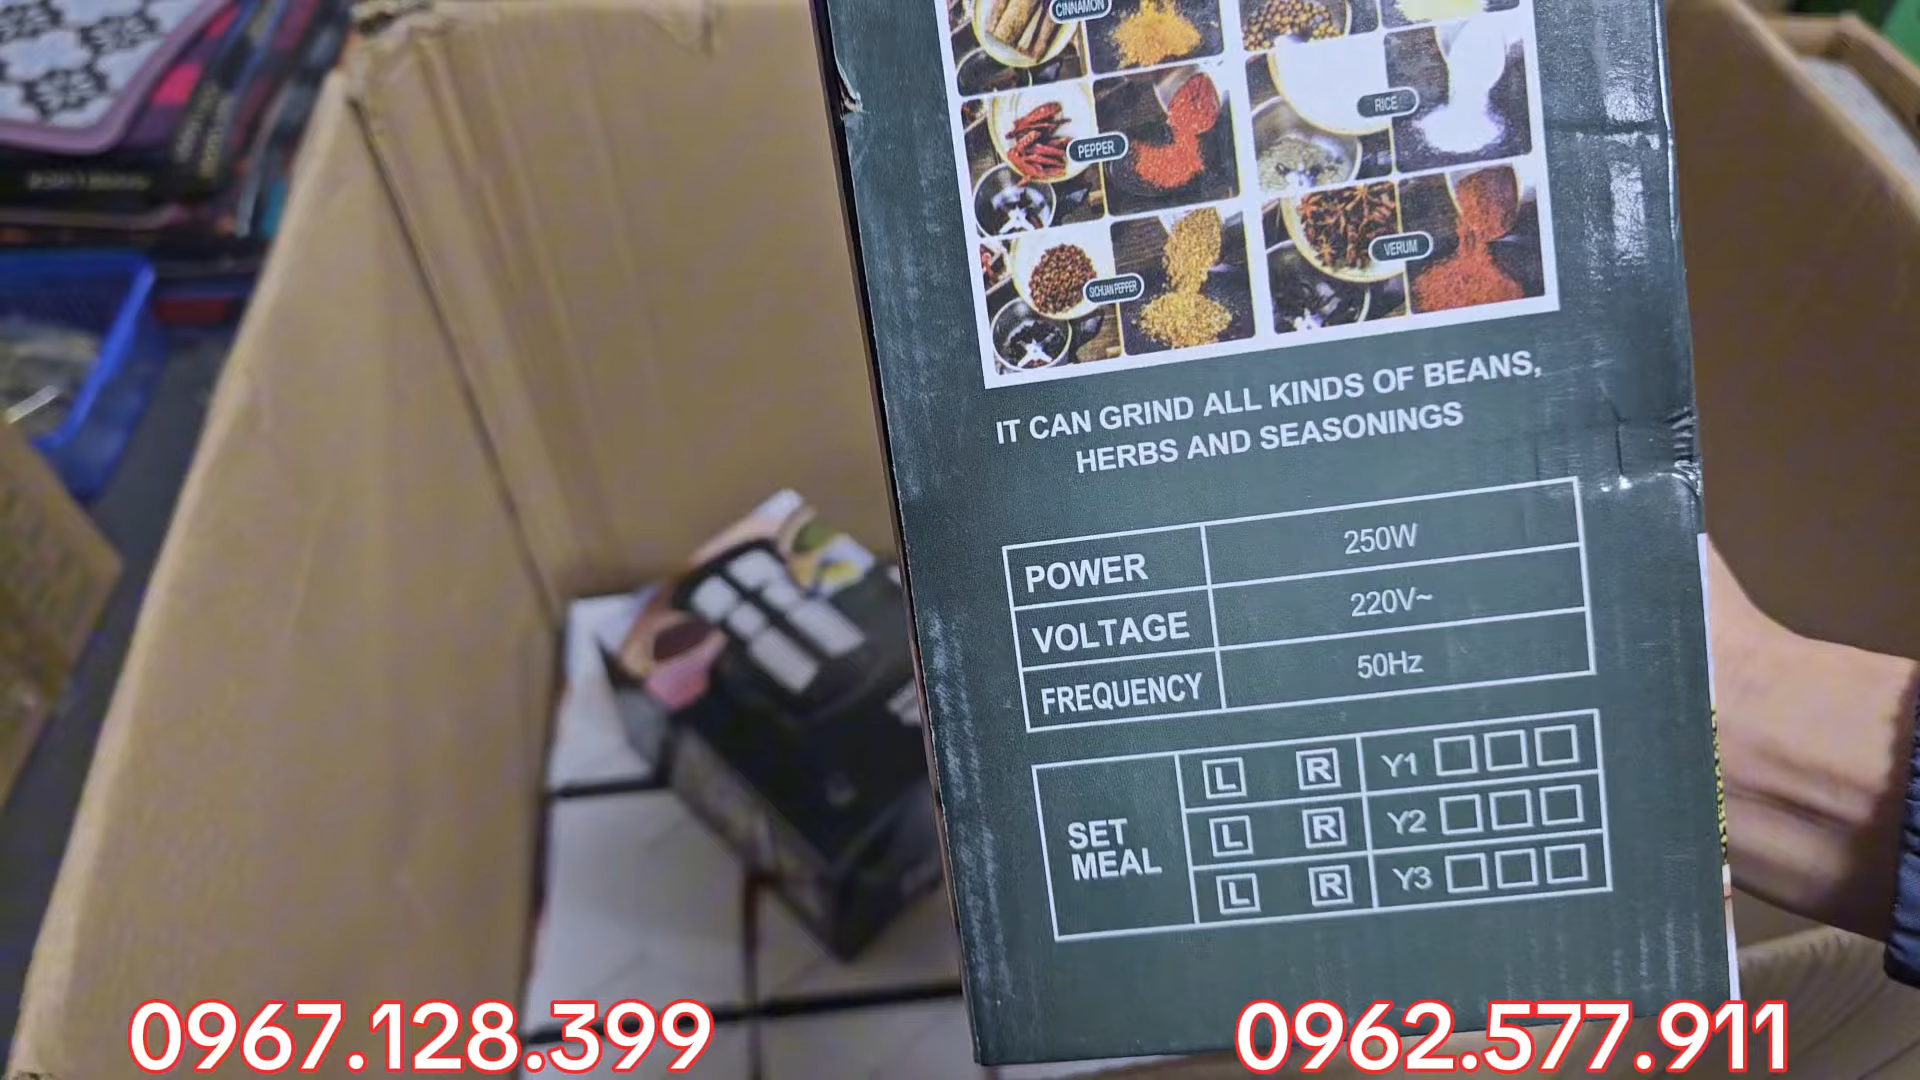 CINNAMON
PEPPER
RICE
SICHUAN PEPPER
VERUM
IT CAN GRIND ALL KINDS OF BEANS,
HERBS AND SEASONINGS
POWER 250W
VOLTAGE 220V~
FREQUENCY 50Hz
SET MEAL
L R Y1
L R Y2
L R Y3
0967.128.399
0962.577.911